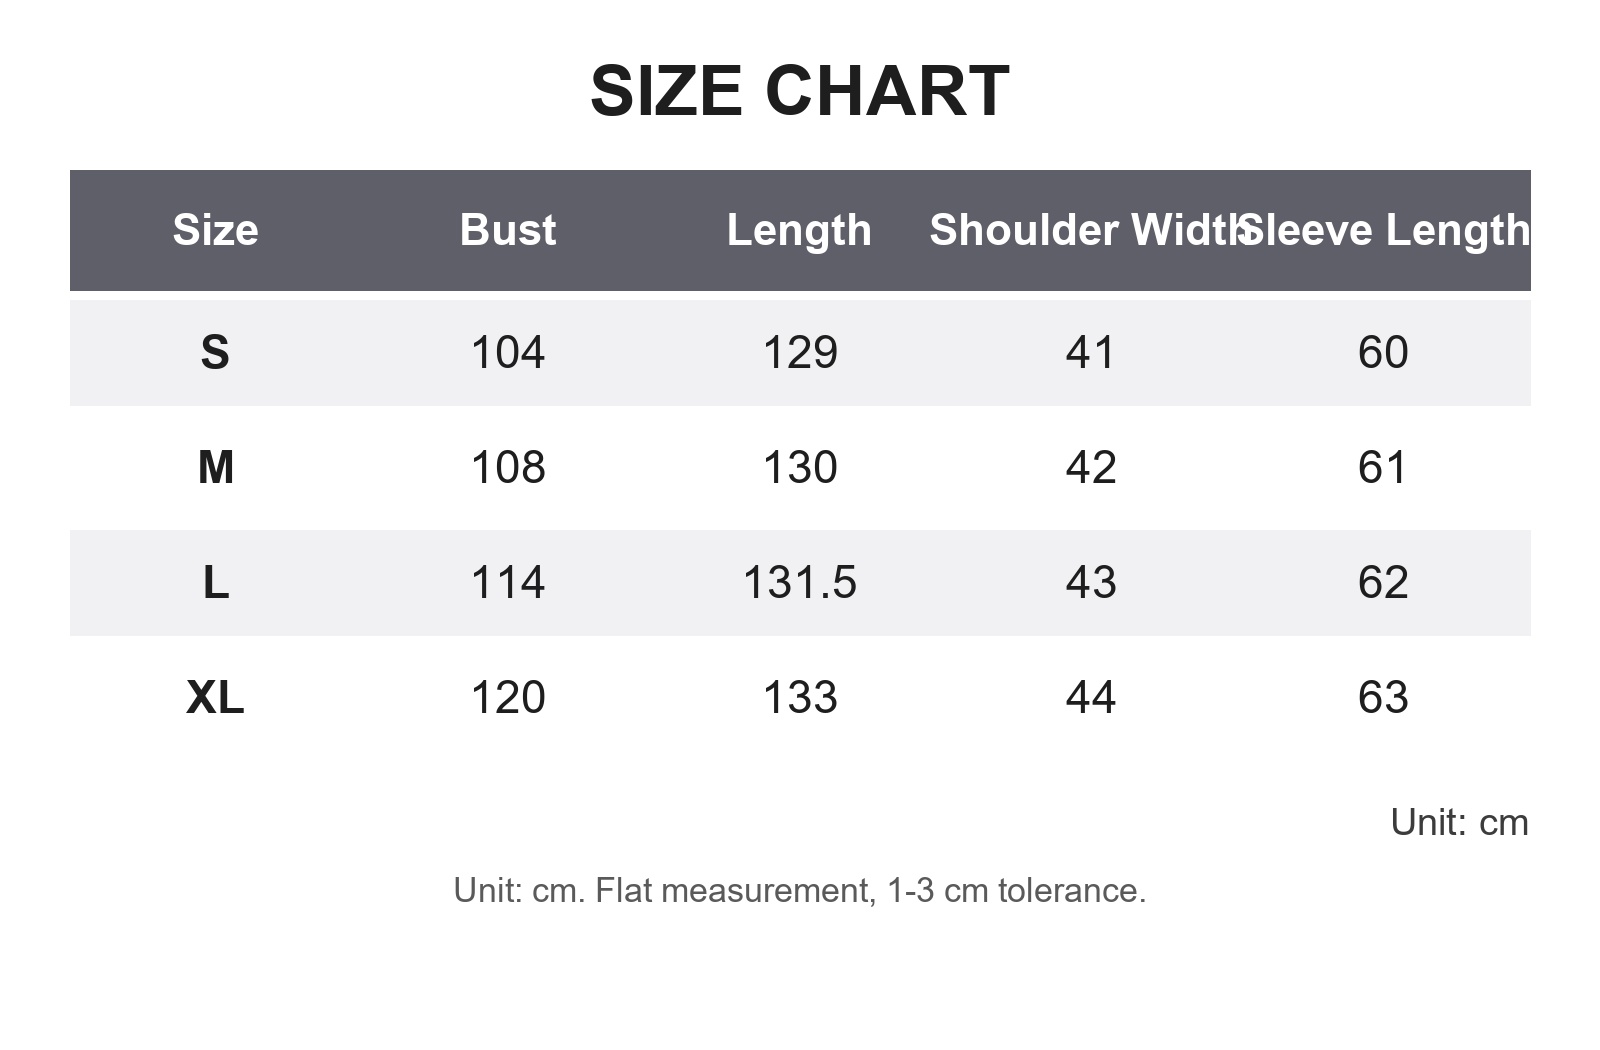 SIZE CHART
Size Bust Length Shoulder Width Sleeve Length
S 104 129 41 60
M 108 130 42 61
L 114 131.5 43 62
XL 120 133 44 63
Unit: cm
Unit: cm. Flat measurement, 1-3 cm tolerance.